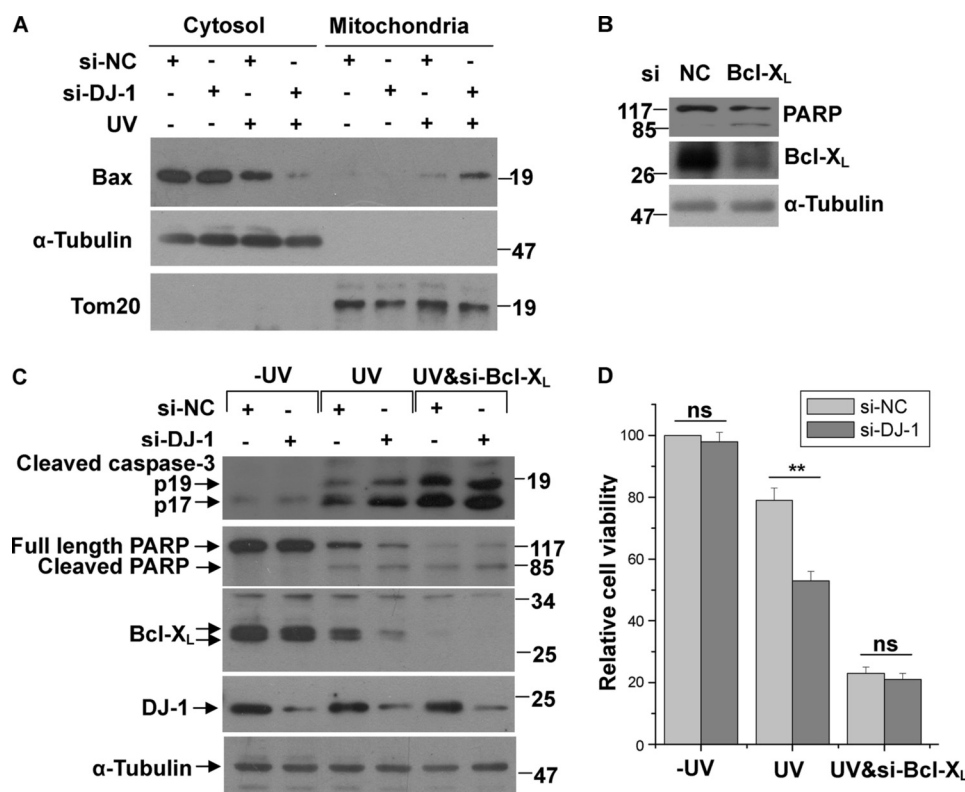 A
Cytosol Mitochondria
si-NC + - + - + - + -
si-DJ-1 - + - + - + - +
UV - - + + - - + +
Bax 19
α-Tubulin 47
Tom20 19
B
si NC Bcl-XL
117 PARP
85
Bcl-XL
26
α-Tubulin
47
C
-UV UV UV&si-Bcl-XL
si-NC + - + - + -
si-DJ-1 - + - + - +
Cleaved caspase-3
p19 19
p17
Full length PARP 117
Cleaved PARP 85
34
Bcl-XL
25
25
DJ-1
α-Tubulin
47
D
si-NC
si-DJ-1
ns
**
ns
Relative cell viability
100
80
60
40
20
0
-UV UV UV&si-Bcl-XL